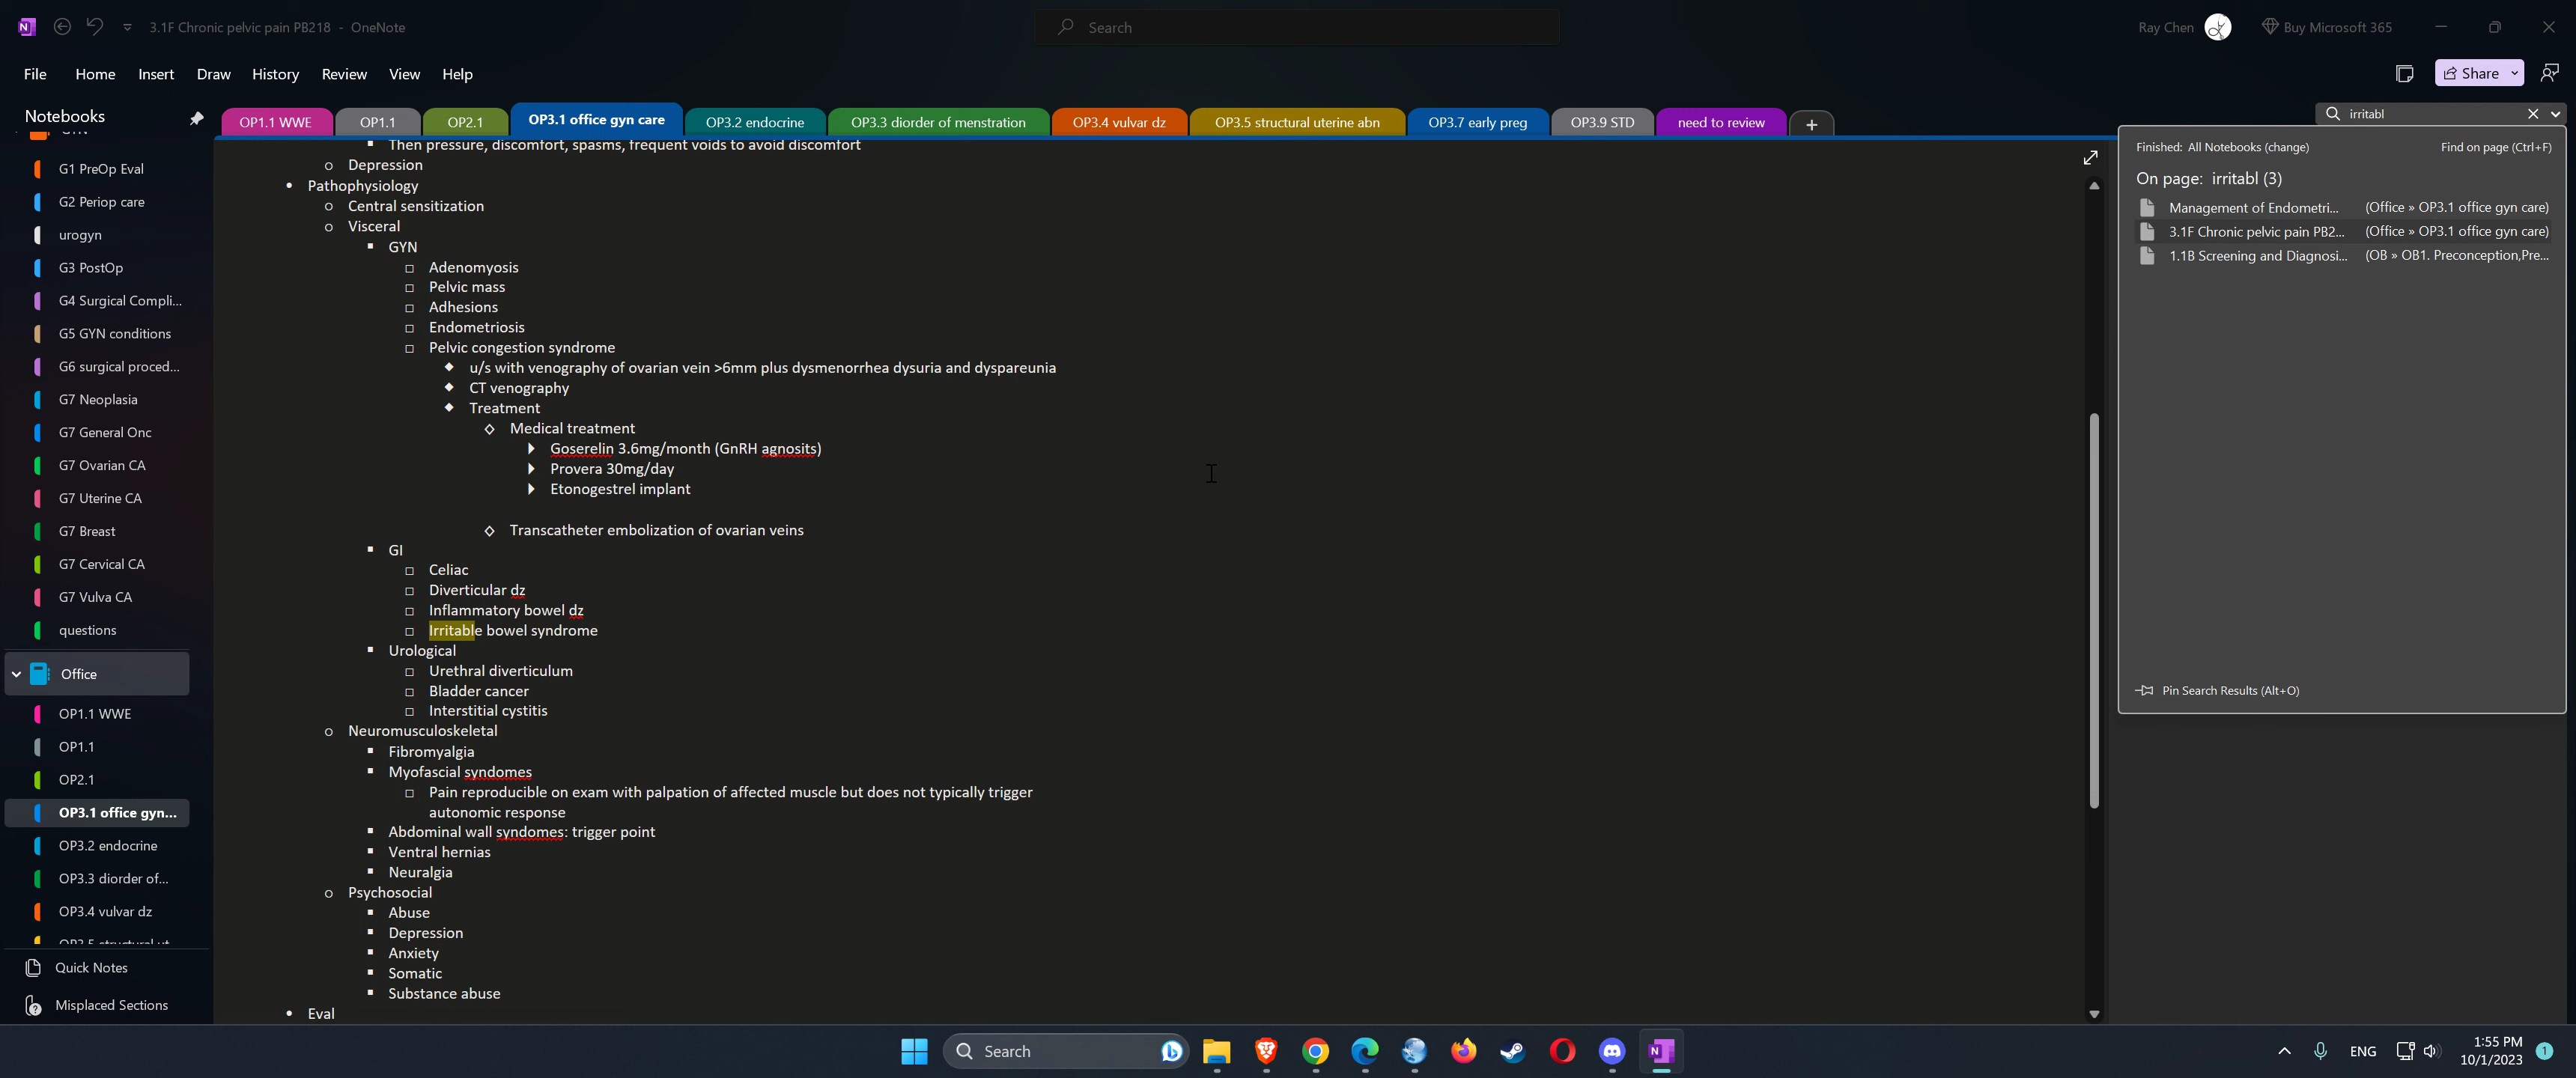 3.1F Chronic pelvic pain PB218 - OneNote
Search
Ray Chen
Buy Microsoft 365
File Home Insert Draw History Review View Help
Share
Notebooks
OP1.1 WWE
OP1.1
OP2.1
OP3.1 office gyn care
OP3.2 endocrine
OP3.3 diorder of menstration
OP3.4 vulvar dz
OP3.5 structural uterine abn
OP3.7 early preg
OP3.9 STD
need to review
+
irritabl
Finished: All Notebooks (change)
Find on page (Ctrl+F)
On page: irritabl (3)
Management of Endometri... (Office » OP3.1 office gyn care)
3.1F Chronic pelvic pain PB2... (Office » OP3.1 office gyn care)
1.1B Screening and Diagnosi... (OB » OB1. Preconception,Pre...
Pin Search Results (Alt+O)
G1 PreOp Eval
G2 Periop care
urogyn
G3 PostOp
G4 Surgical Compli...
G5 GYN conditions
G6 surgical proced...
G7 Neoplasia
G7 General Onc
G7 Ovarian CA
G7 Uterine CA
G7 Breast
G7 Cervical CA
G7 Vulva CA
questions
Office
OP1.1 WWE
OP1.1
OP2.1
OP3.1 office gyn...
OP3.2 endocrine
OP3.3 diorder of...
OP3.4 vulvar dz
Quick Notes
Misplaced Sections
Then pressure, discomfort, spasms, frequent voids to avoid discomfort
Depression
Pathophysiology
Central sensitization
Visceral
GYN
Adenomyosis
Pelvic mass
Adhesions
Endometriosis
Pelvic congestion syndrome
u/s with venography of ovarian vein >6mm plus dysmenorrhea dysuria and dyspareunia
CT venography
Treatment
Medical treatment
Goserelin 3.6mg/month (GnRH agnosits)
Provera 30mg/day
Etonogestrel implant
Transcatheter embolization of ovarian veins
GI
Celiac
Diverticular dz
Inflammatory bowel dz
Irritable bowel syndrome
Urological
Urethral diverticulum
Bladder cancer
Interstitial cystitis
Neuromusculoskeletal
Fibromyalgia
Myofascial syndomes
Pain reproducible on exam with palpation of affected muscle but does not typically trigger
autonomic response
Abdominal wall syndomes: trigger point
Ventral hernias
Neuralgia
Psychosocial
Abuse
Depression
Anxiety
Somatic
Substance abuse
Eval
Search
ENG
1:55 PM
10/1/2023
1